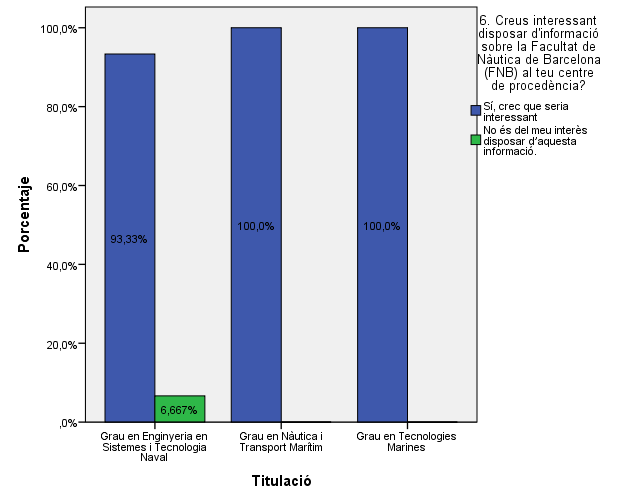 6. Creus interessant
disposar d'informació
sobre la Facultat de
Nàutica de Barcelona
(FNB) al teu centre
de procedència?
Sí, crec que seria
interessant
No és del meu interès
disposar d'aquesta
informació.
Porcentaje
100,0%
80,0%
60,0%
40,0%
20,0%
,0%
93,33%
6,667%
100,0%
100,0%
Grau en Enginyeria en
Sistemes i Tecnologia
Naval
Grau en Nàutica i
Transport Marítim
Grau en Tecnologies
Marines
Titulació